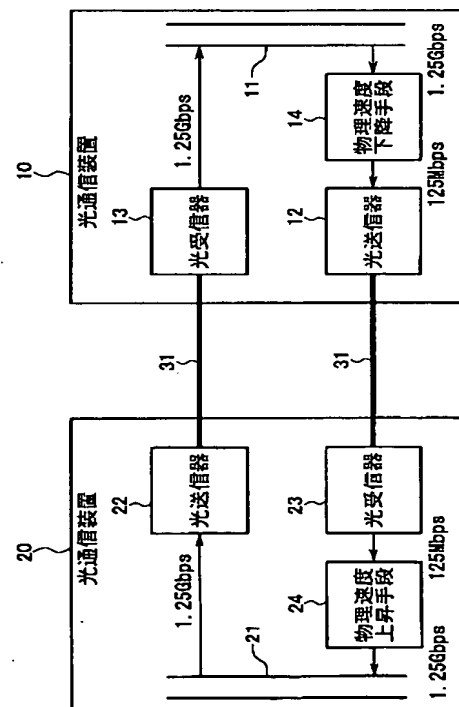 20
光通信装置
22
光送信器
1.25Gbps
21
23
光受信器
125Mbps
24
物理速度
上昇手段
1.25Gbps
31
31
10
光通信装置
13
光受信器
1.25Gbps
11
12
光送信器
125Mbps
14
物理速度
下降手段
1.25Gbps